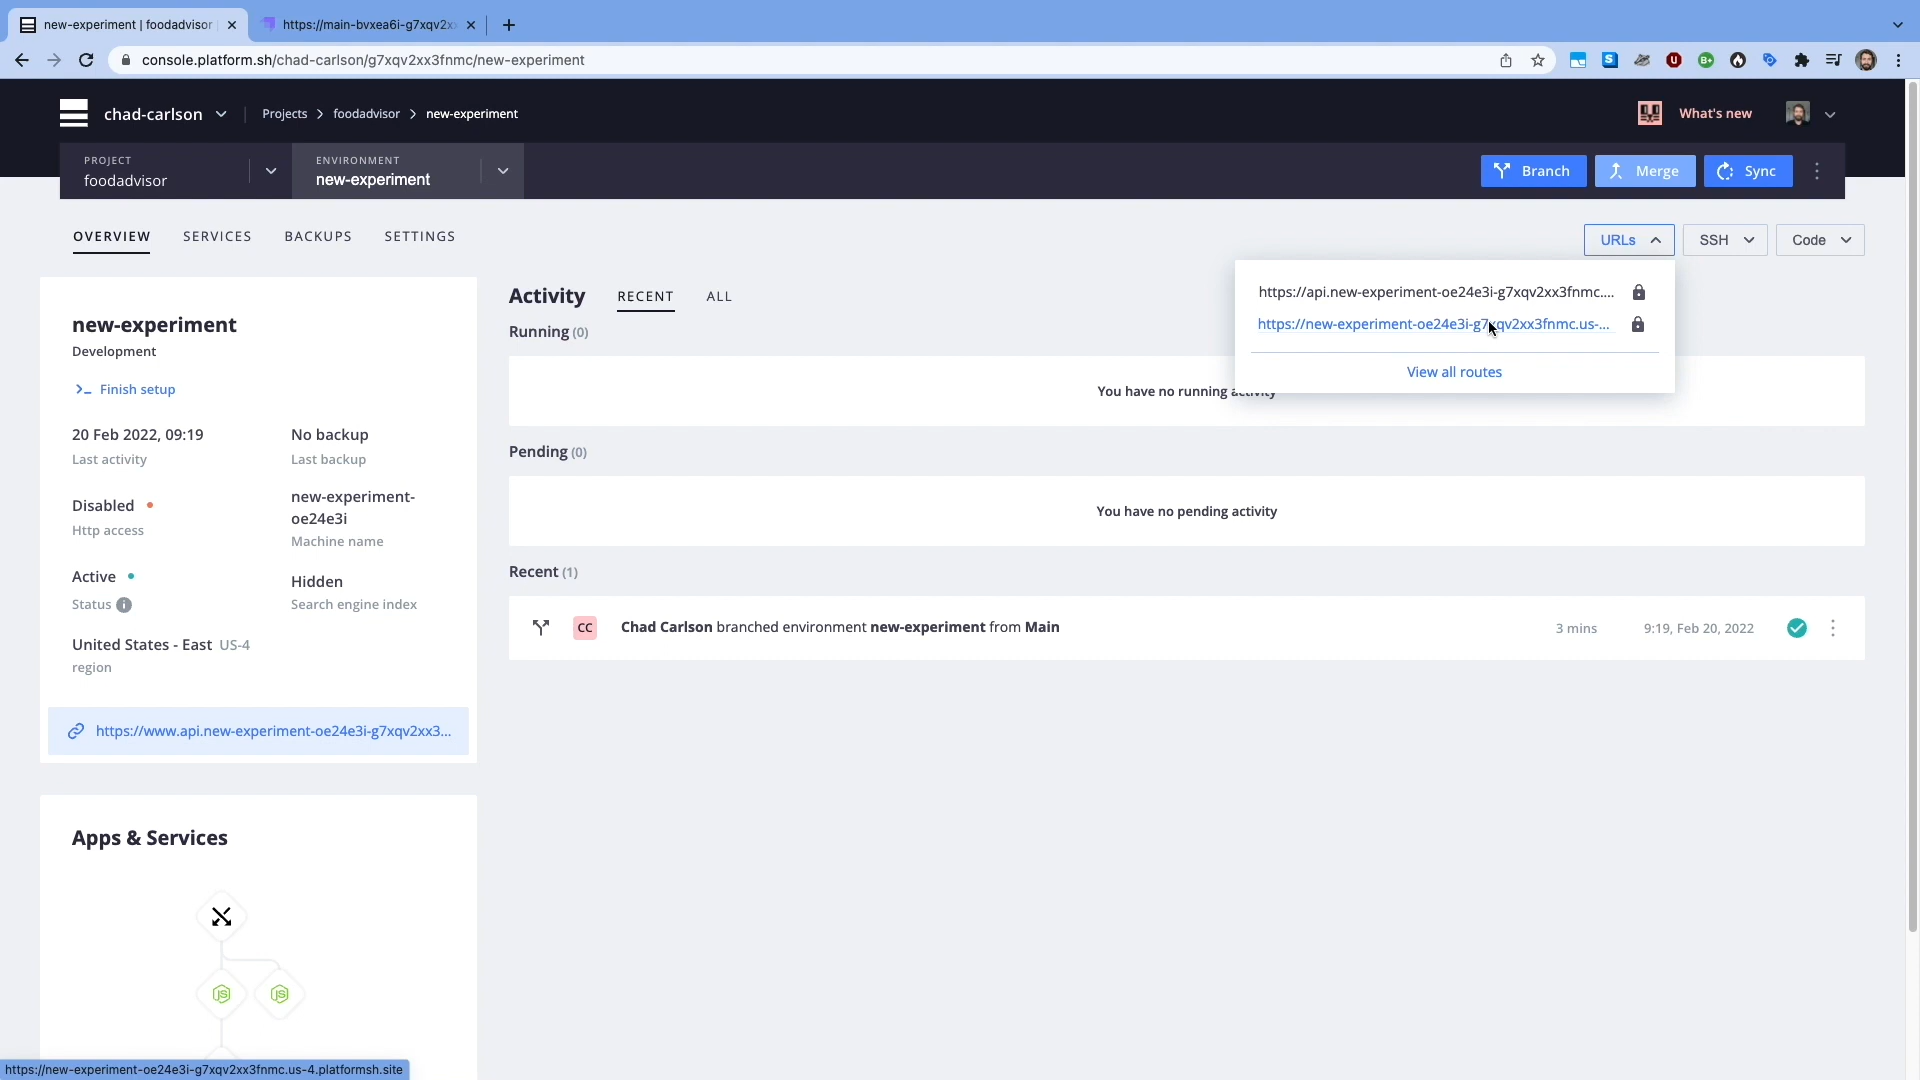 new-experiment | foodadvisor
https://main-bvxea6i-g7xqv2x
console.platform.sh/chad-carlson/g7xqv2xx3fnmc/new-experiment
chad-carlson
Projects > foodadvisor > new-experiment
What's new
PROJECT
foodadvisor
ENVIRONMENT
new-experiment
Branch
Merge
Sync
OVERVIEW
SERVICES
BACKUPS
SETTINGS
URLs
SSH
Code
https://api.new-experiment-oe24e3i-g7xqv2xx3fnmc....
https://new-experiment-oe24e3i-g7xqv2xx3fnmc.us-...
View all routes
new-experiment
Development
Finish setup
20 Feb 2022, 09:19
Last activity
No backup
Last backup
Disabled
Http access
new-experiment-
oe24e3i
Machine name
Active
Status
Hidden
Search engine index
United States - East US-4
region
https://www.api.new-experiment-oe24e3i-g7xqv2xx3...
Apps & Services
Activity
RECENT
ALL
Running (0)
You have no running activity
Pending (0)
You have no pending activity
Recent (1)
CC
Chad Carlson branched environment new-experiment from Main
3 mins
9:19, Feb 20, 2022
https://new-experiment-oe24e3i-g7xqv2xx3fnmc.us-4.platformsh.site